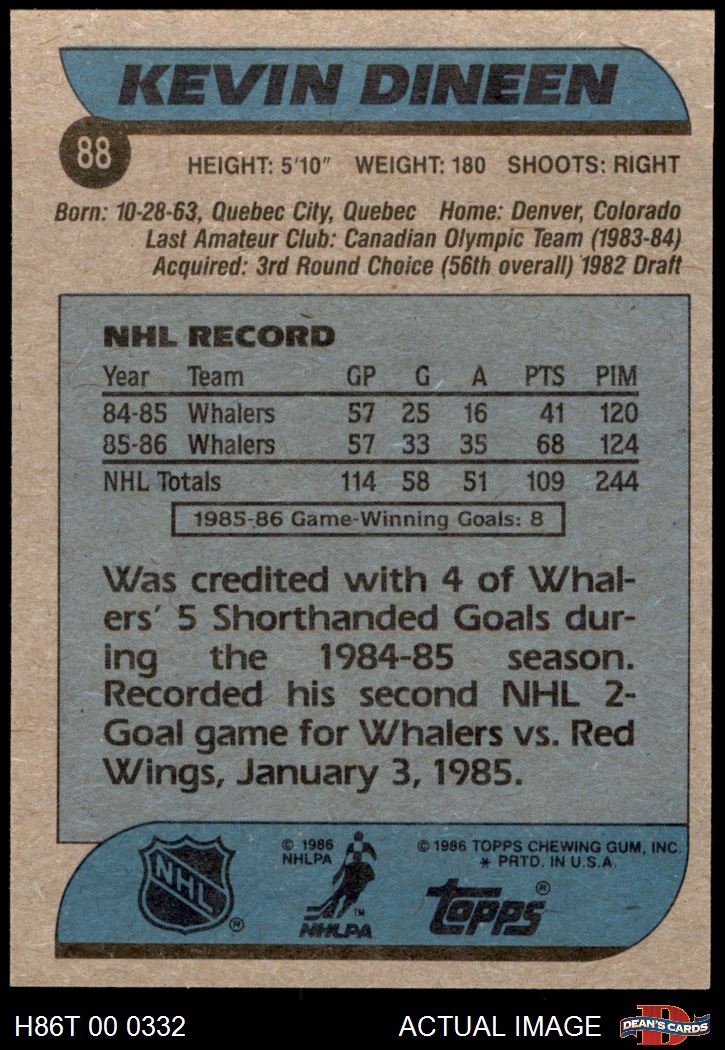 KEVIN DINEEN
88
HEIGHT: 5'10" WEIGHT: 180 SHOOTS: RIGHT
Born: 10-28-63, Quebec City, Quebec Home: Denver, Colorado
Last Amateur Club: Canadian Olympic Team (1983-84)
Acquired: 3rd Round Choice (56th overall) 1982 Draft
NHL RECORD
Year Team GP G A PTS PIM
84-85 Whalers 57 25 16 41 120
85-86 Whalers 57 33 35 68 124
NHL Totals 114 58 51 109 244
1985-86 Game-Winning Goals: 8
Was credited with 4 of Whal-
ers' 5 Shorthanded Goals dur-
ing the 1984-85 season.
Recorded his second NHL 2-
Goal game for Whalers vs. Red
Wings, January 3, 1985.
NHL ®
© 1986
NHLPA
TM
NHLPA
© 1986 TOPPS CHEWING GUM, INC.
* PRTD. IN U.S.A.
topps ®
H86T 00 0332 ACTUAL IMAGE
D
DEAN'S CARDS